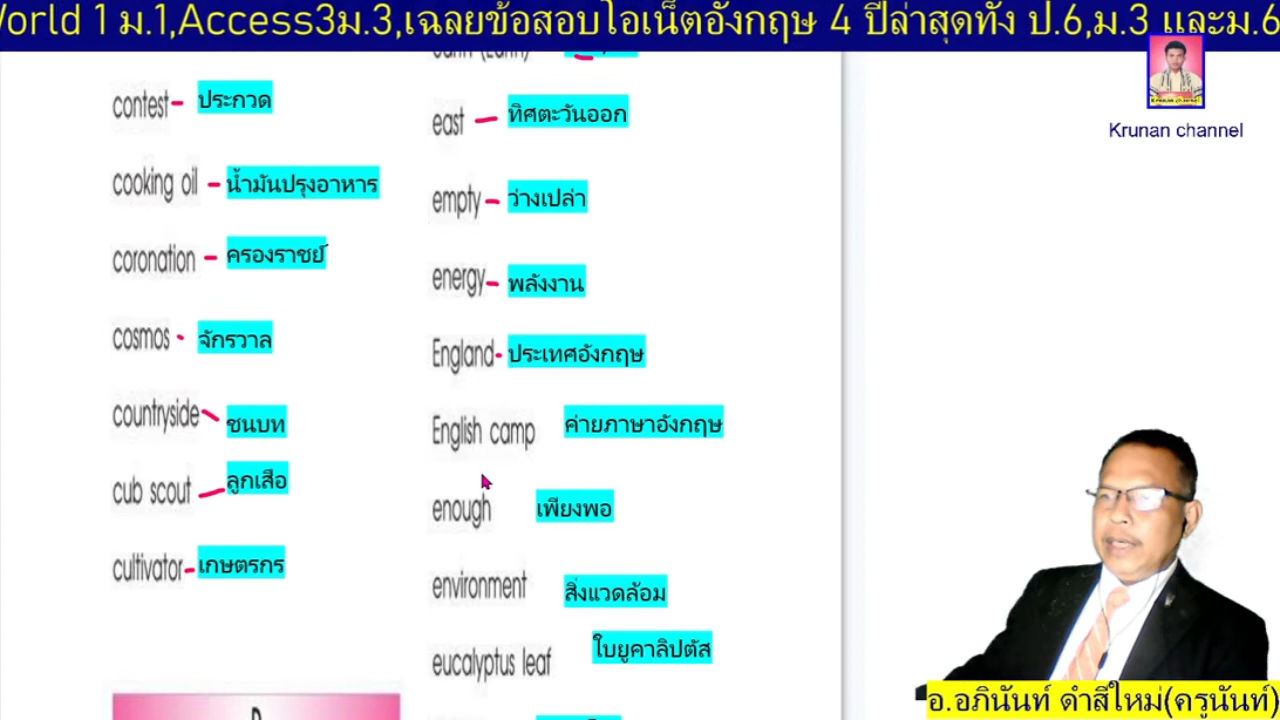 World 1 ม.1,Access3ม.3,เฉลยข้อสอบโอเน็ตอังกฤษ 4 ปีล่าสุดทั้ง ป.6,ม.3 และม.6
Krunan channel
contest ประกวด
cooking oil น้ำมันปรุงอาหาร
coronation ครองราชย์
cosmos จักรวาล
countryside ชนบท
cub scout ลูกเสือ
cultivator เกษตรกร
D
earth (Earth)
east ทิศตะวันออก
empty ว่างเปล่า
energy พลังงาน
England ประเทศอังกฤษ
English camp ค่ายภาษาอังกฤษ
enough เพียงพอ
environment สิ่งแวดล้อม
eucalyptus leaf ใบยูคาลิปตัส
อ.อภินันท์ ดำสีใหม่(ครูนันท์)